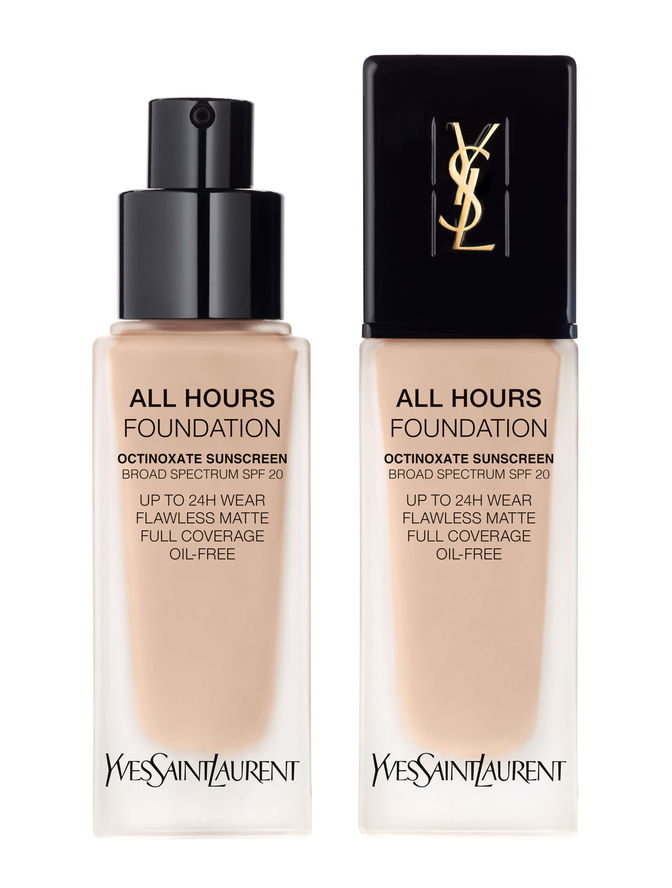 ALL HOURS
FOUNDATION
OCTINOXATE SUNSCREEN
BROAD SPECTRUM SPF 20
UP TO 24H WEAR
FLAWLESS MATTE
FULL COVERAGE
OIL-FREE
YVESSAINTLAURENT
YSL
ALL HOURS
FOUNDATION
OCTINOXATE SUNSCREEN
BROAD SPECTRUM SPF 20
UP TO 24H WEAR
FLAWLESS MATTE
FULL COVERAGE
OIL-FREE
YVESSAINTLAURENT